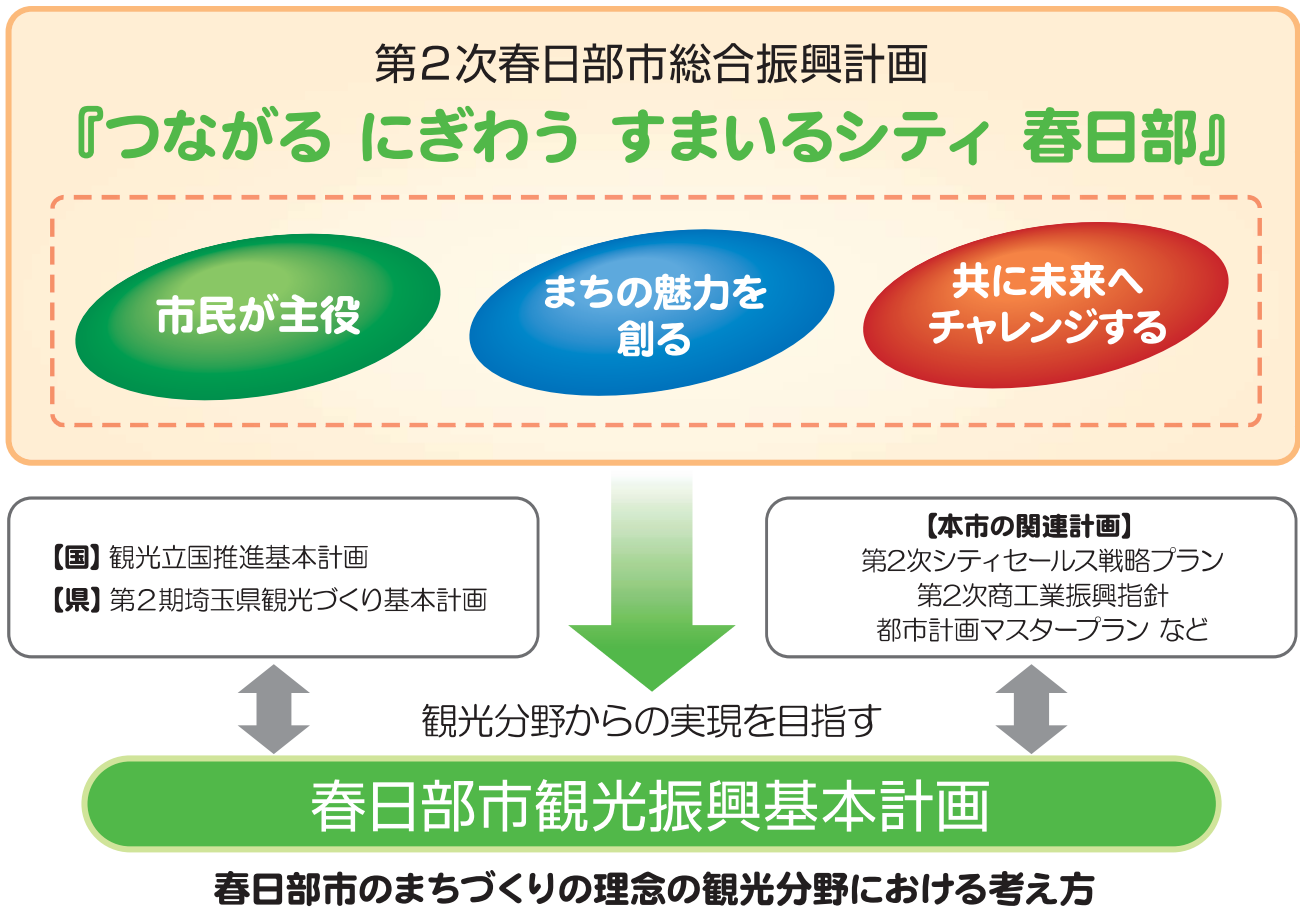 第2次春日部市総合振興計画
『つながる にぎわう すまいるシティ 春日部』
市民が主役
まちの魅力を
創る
共に未来へ
チャレンジする
【国】観光立国推進基本計画
【県】第2期埼玉県観光づくり基本計画
【本市の関連計画】
第2次シティセールス戦略プラン
第2次商工業振興指針
都市計画マスタープラン など
観光分野からの実現を目指す
春日部市観光振興基本計画
春日部市のまちづくりの理念の観光分野における考え方